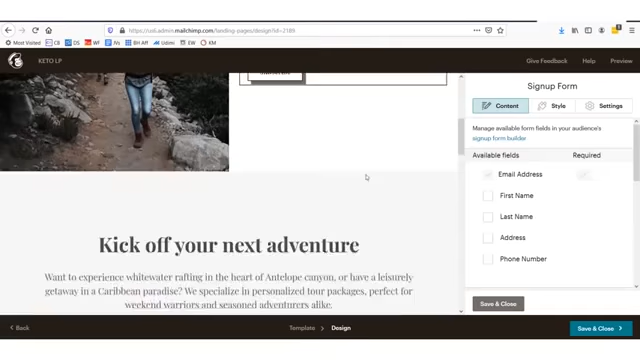 https://us6.admin.mailchimp.com/landing-pages/design?id=2189
Most Visited CB DS WF IVs BH Aff Udimi EW KM
KETO LP Give Feedback Help Preview
Signup Form
Content Style Settings
Manage available form fields in your audience's
signup form builder
Available fields Required
Email Address
First Name
Last Name
Address
Phone Number
Kick off your next adventure
Want to experience whitewater rafting in the heart of Antelope canyon, or have a leisurely
getaway in a Caribbean paradise? We specialize in personalized tour packages, perfect for
weekend warriors and seasoned adventurers alike.
Save & Close
Back Template Design Save & Close